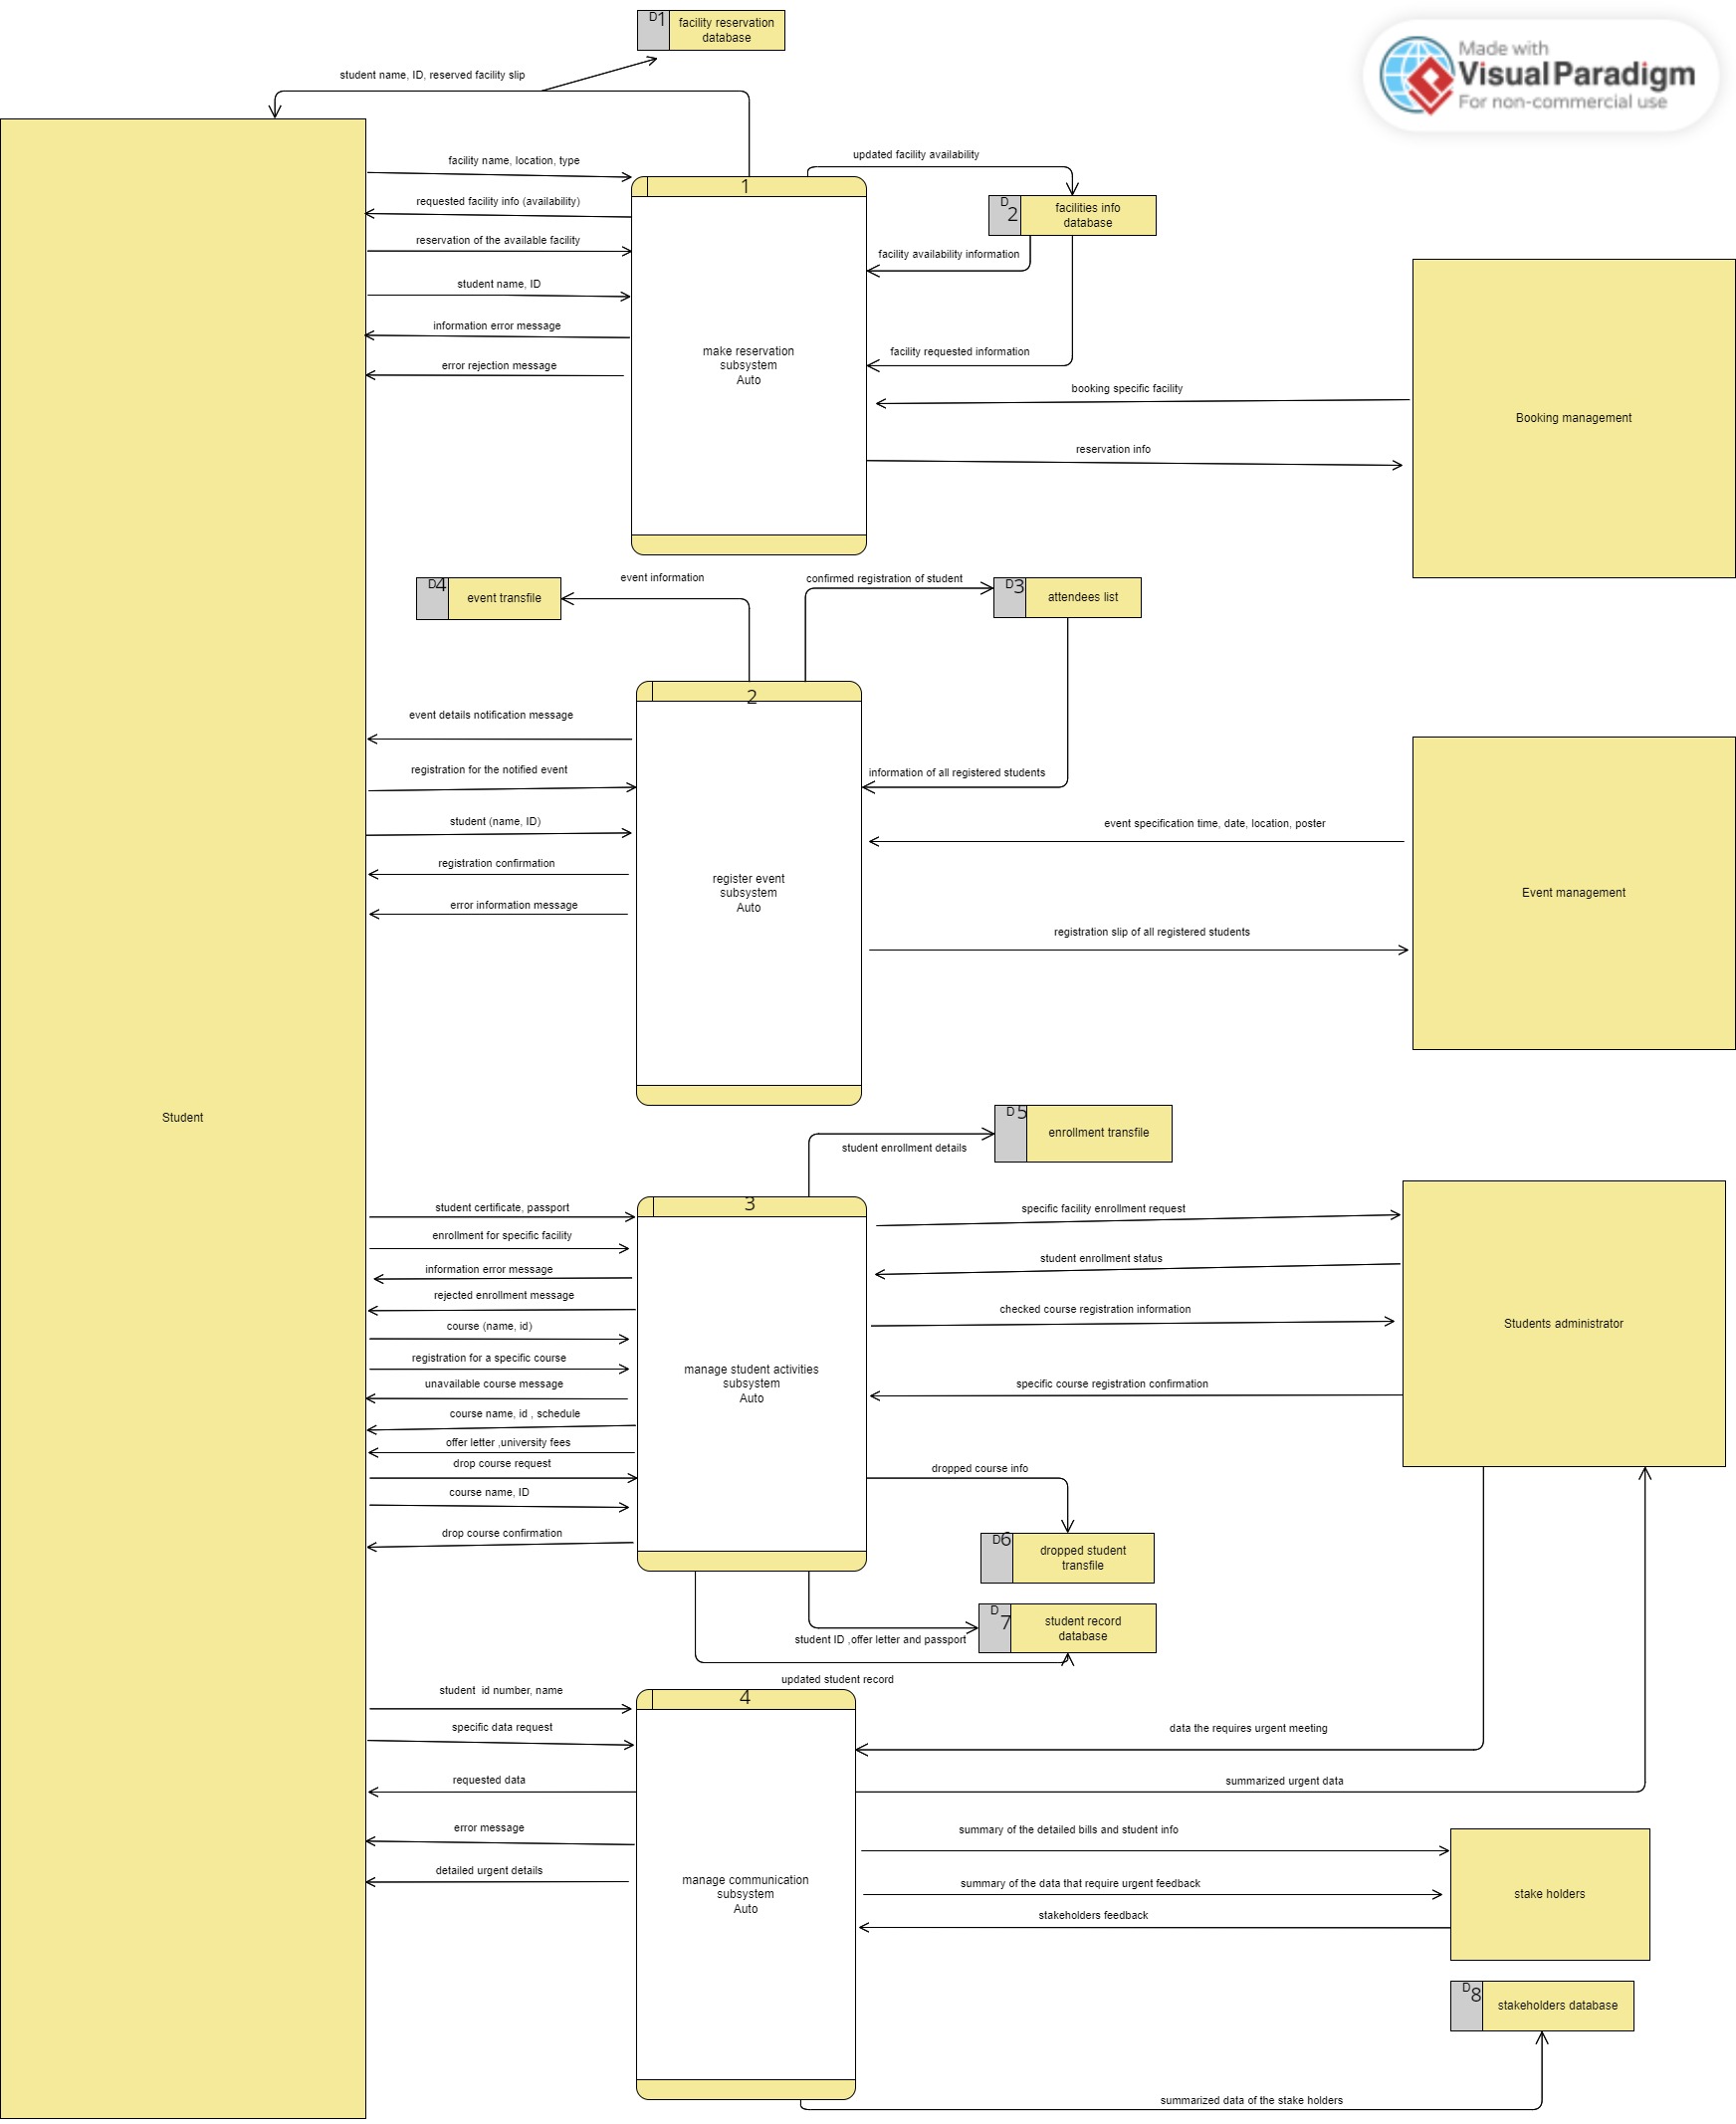 D1
facility reservation
database
Made with
Visual Paradigm
For non-commercial use
student name, ID, reserved facility slip
facility name, location, type
updated facility availability
1
requested facility info (availability)
D
2
facilities info
database
reservation of the available facility
facility availability information
student name, ID
information error message
facility requested information
make reservation
subsystem
Auto
error rejection message
booking specific facility
Booking management
reservation info
D4
event transfile
event information
confirmed registration of student
D3
attendees list
2
event details notification message
registration for the notified event
information of all registered students
student (name, ID)
event specification time, date, location, poster
registration confirmation
register event
subsystem
Auto
Event management
error information message
registration slip of all registered students
Student
D5
enrollment transfile
student enrollment details
3
student certificate, passport
specific facility enrollment request
enrollment for specific facility
student enrollment status
information error message
rejected enrollment message
checked course registration information
course (name, id)
Students administrator
registration for a specific course
manage student activities
subsystem
Auto
unavailable course message
specific course registration confirmation
course name, id , schedule
offer letter ,university fees
drop course request
dropped course info
course name, ID
drop course confirmation
D6
dropped student
transfile
D
7
student record
database
student ID ,offer letter and passport
updated student record
student  id number, name
4
specific data request
data the requires urgent meeting
requested data
summarized urgent data
error message
summary of the detailed bills and student info
detailed urgent details
manage communication
subsystem
Auto
summary of the data that require urgent feedback
stake holders
stakeholders feedback
D8
stakeholders database
summarized data of the stake holders